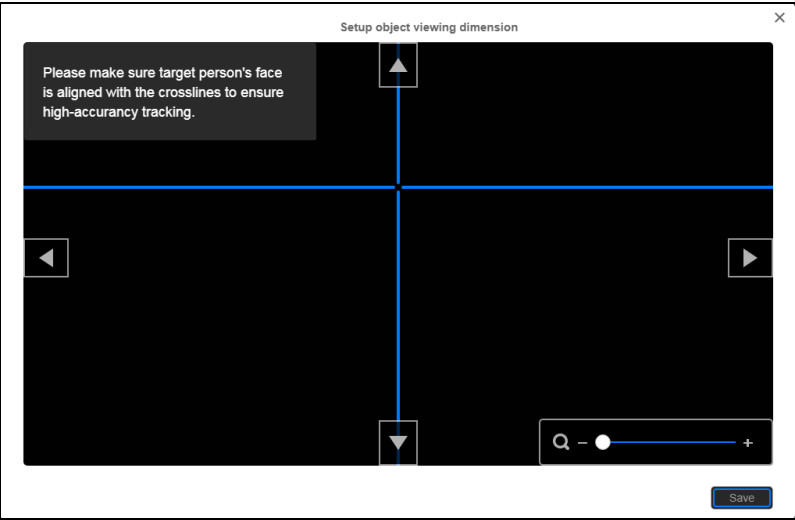 Setup object viewing dimension
Please make sure target person's face
is aligned with the crosslines to ensure
high-accurancy tracking.
Save